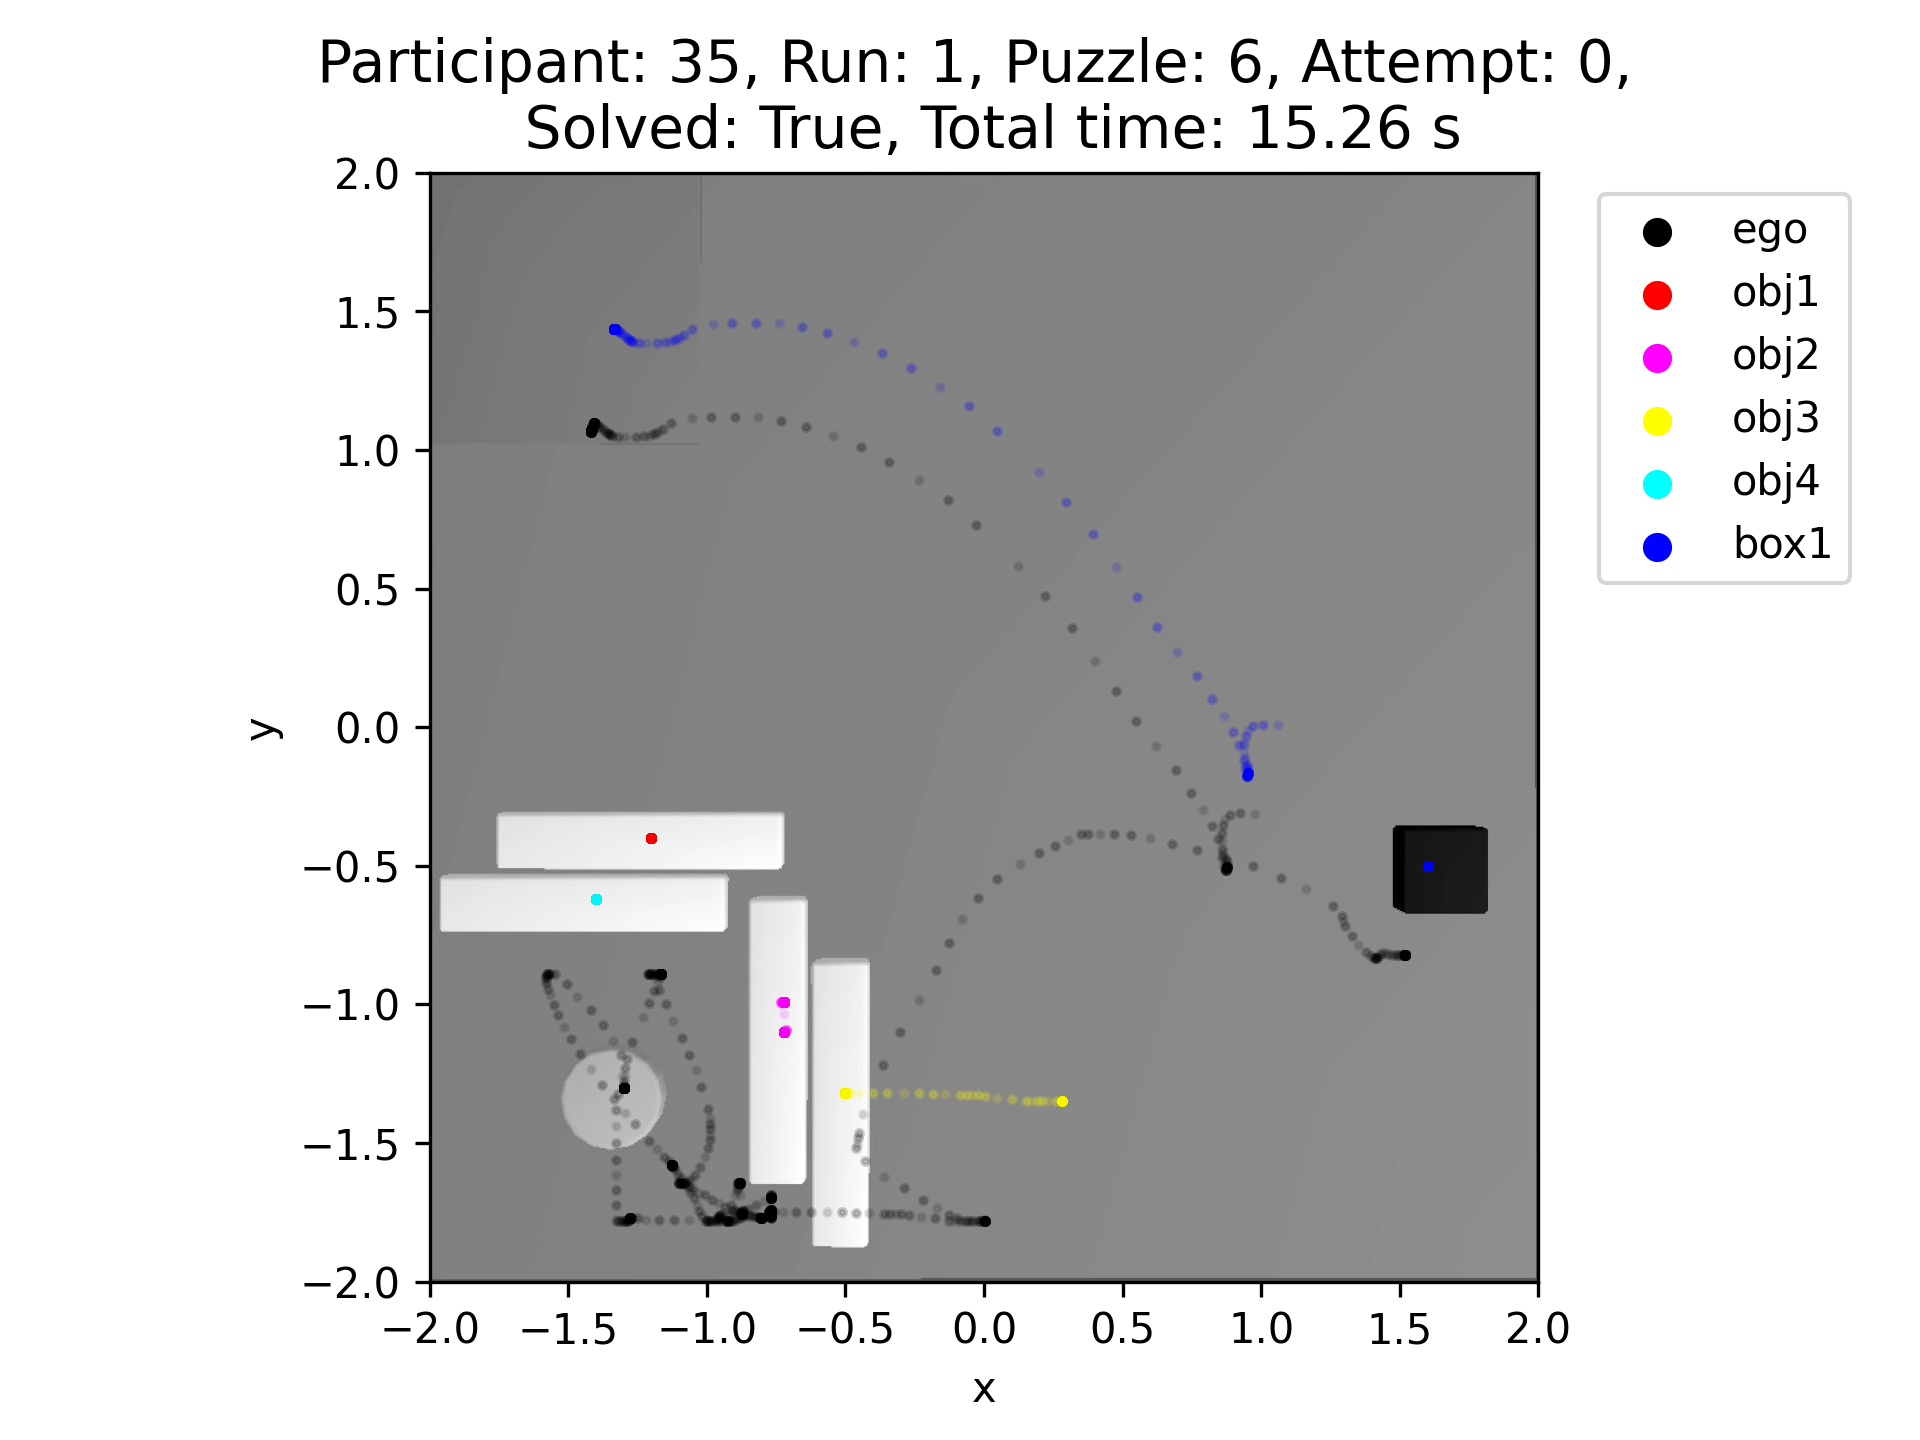 Participant: 35, Run: 1, Puzzle: 6, Attempt: 0,
Solved: True, Total time: 15.26 s
2.0
1.5
1.0
0.5
0.0
−0.5
−1.0
−1.5
−2.0
y
−2.0 −1.5 −1.0 −0.5 0.0 0.5 1.0 1.5 2.0
x
ego
obj1
obj2
obj3
obj4
box1